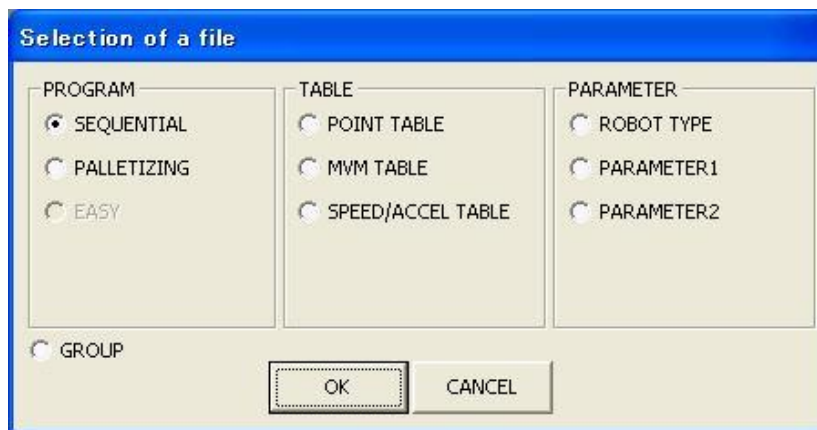 Selection of a file
PROGRAM
SEQUENTIAL
PALLETIZING
EASY
TABLE
POINT TABLE
MVM TABLE
SPEED/ACCEL TABLE
PARAMETER
ROBOT TYPE
PARAMETER1
PARAMETER2
GROUP
OK
CANCEL